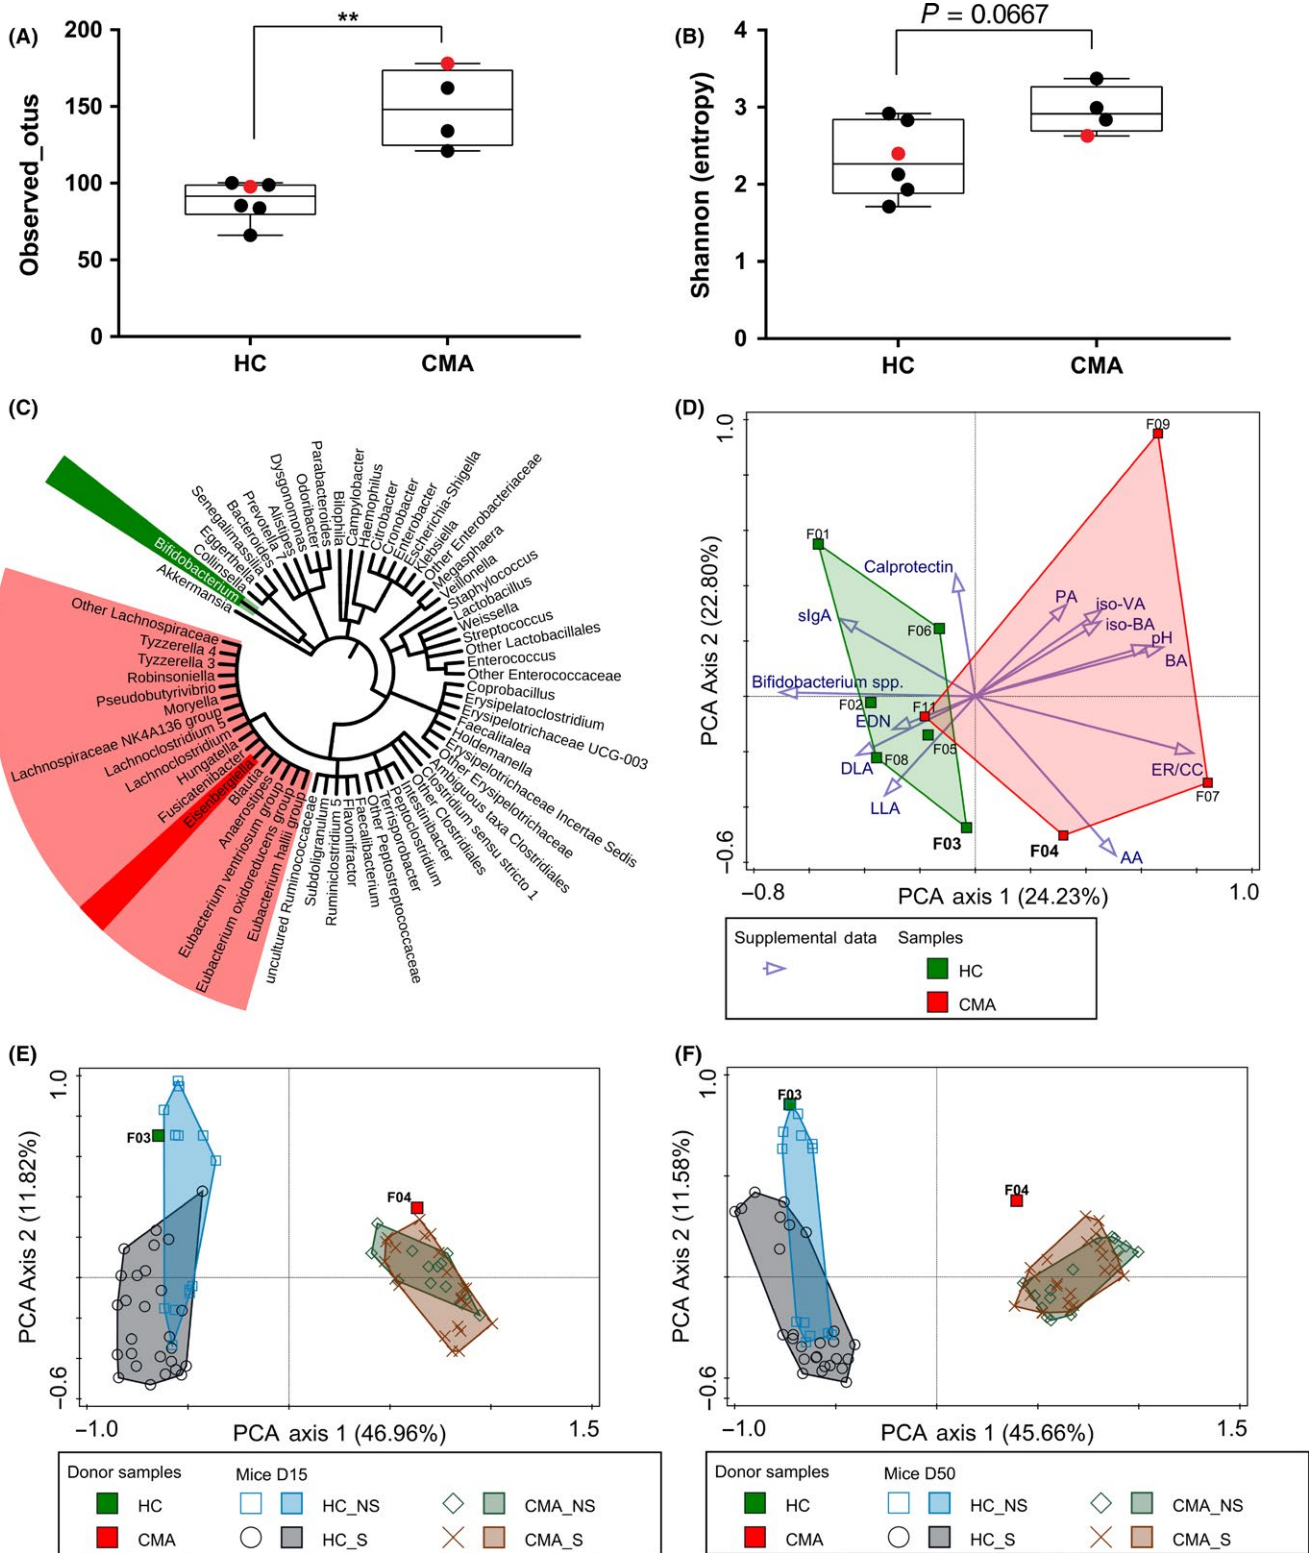 (A)
200
150
100
50
0
Observed_otus
**
HC
CMA
(B)
4
3
2
1
0
Shannon (entropy)
P = 0.0667
HC
CMA
(C)
Akkermansia
Bifidobacterium
Collinsella
Eggerthella
Senegalimassilia
Bacteroides
Prevotella 7
Alistipes
Dysgomonas
Odoribacter
Parabacteroides
Bilophila
Campylobacter
Haemophilus
Citrobacter
Cronobacter
Enterobacter
Escherichia-Shigella
Klebsiella
Other Enterobacteriaceae
Megasphaera
Veillonella
Staphylococcus
Lactobacillus
Weissella
Streptococcus
Other Lactobacillales
Enterococcus
Other Enterococcaceae
Coprobacillus
Erysipelatoclostridium
Erysipelotrichaceae UCG-003
Faecalitalea
Holdemanella
Erysipelotrichaceae Incertae Sedis
Other Erysipelotrichaceae
Ambiguous taxa Clostridiales
Clostridium sensu stricto 1
Other Clostridiales
Intestinibacter
Peptoclostridium
Terrisporobacter
Other Peptostreptococcaceae
Faecalibacterium
Flavonifractor
Ruminiclostridium 5
Subdoligranulum
uncultured Ruminococcaceae
Eubacterium hallii group
Eubacterium oxidoreducens group
Eubacterium ventriosum group
Anaerostipes
Blautia
Eisenbergiella
Fusicatenibacter
Hungatella
Lachnoclostridium
Lachnoclostridium 5
Lachnospiraceae NK4A136 group
Moryella
Pseudobutyrivibrio
Robinsoniella
Tyzzerella 3
Tyzzerella 4
Other Lachnospiraceae
(D)
1.0
−0.6
PCA Axis 2 (22.80%)
F09
F01
Calprotectin
sIgA
F06
PA
iso-VA
iso-BA
pH
BA
Bifidobacterium spp.
F02
F11
EDN
F05
DLA
F08
LLA
ER/CC
F07
F03
F04
AA
−0.8
PCA axis 1 (24.23%)
1.0
Supplemental data
Samples
HC
CMA
(E)
1.0
−0.6
PCA Axis 2 (11.82%)
F03
F04
−1.0
PCA axis 1 (46.96%)
1.5
Donor samples
Mice D15
HC
HC_NS
CMA_NS
CMA
HC_S
CMA_S
(F)
1.0
−0.6
PCA Axis 2 (11.58%)
F03
F04
−1.0
PCA axis 1 (45.66%)
1.5
Donor samples
Mice D50
HC
HC_NS
CMA_NS
CMA
HC_S
CMA_S